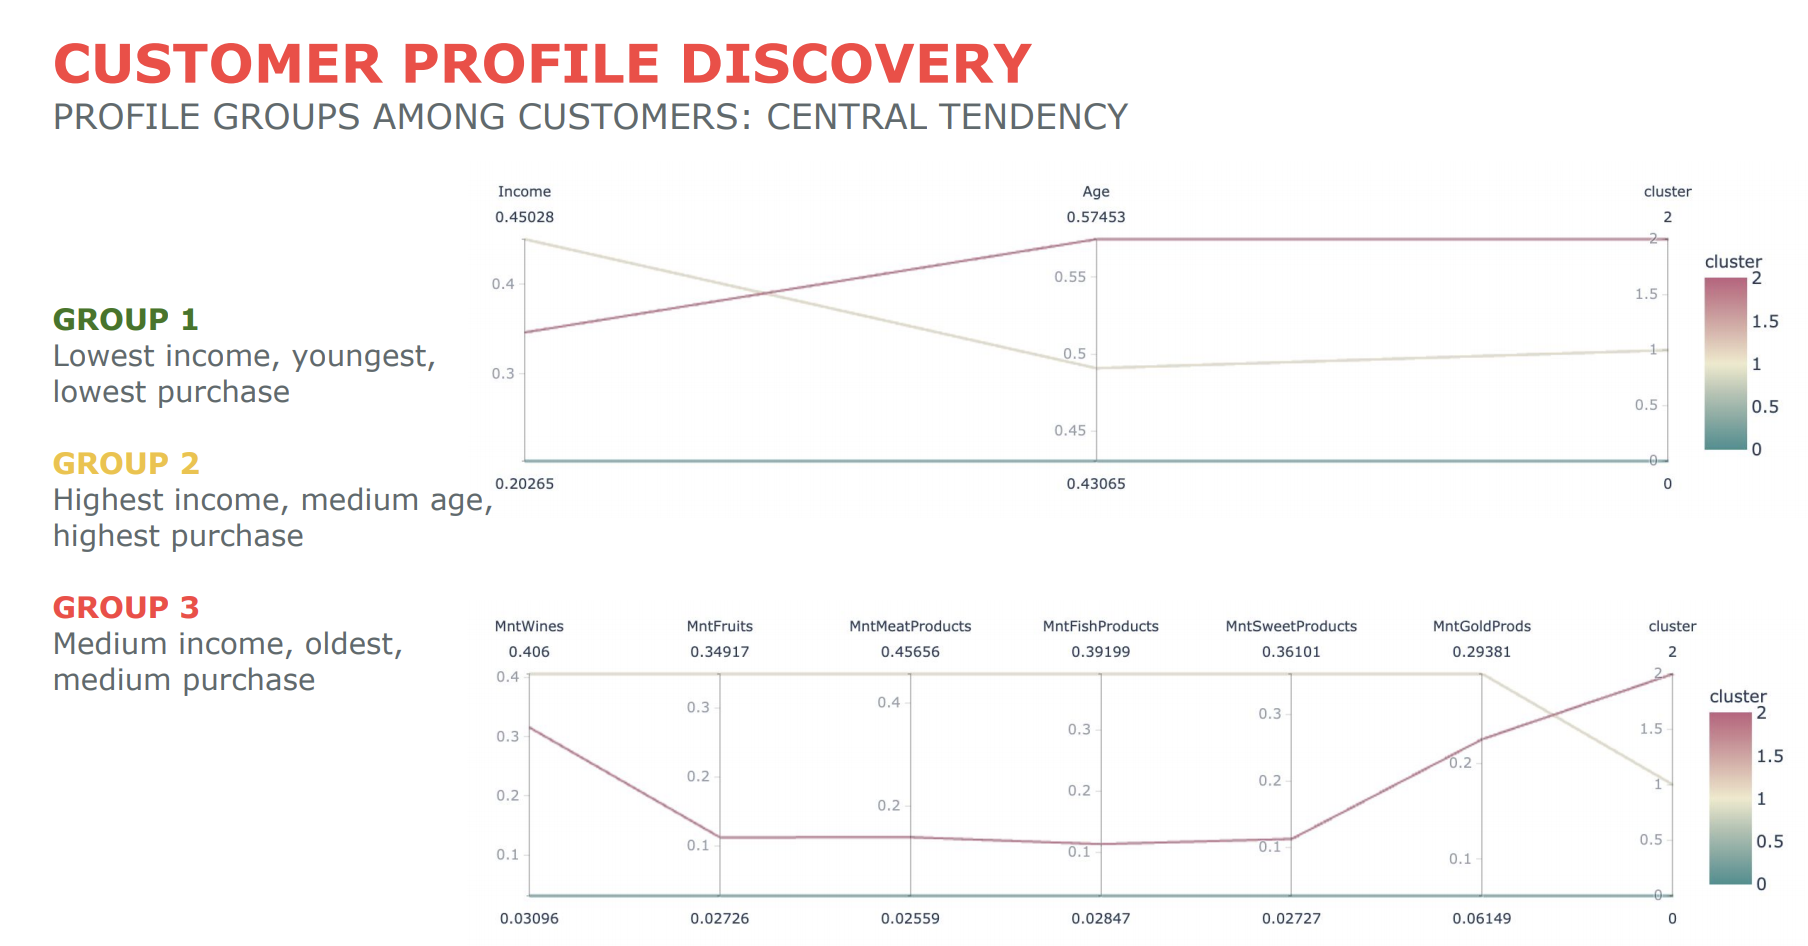 CUSTOMER PROFILE DISCOVERY
PROFILE GROUPS AMONG CUSTOMERS: CENTRAL TENDENCY
GROUP 1
Lowest income, youngest,
lowest purchase
GROUP 2
Highest income, medium age,
highest purchase
GROUP 3
Medium income, oldest,
medium purchase
Income Age cluster
0.45028 0.57453 2
0.4
0.3
0.55
0.5
0.45
2
1.5
1
0.5
0
0.20265 0.43065 0
cluster
2
1.5
1
0.5
0
MntWines MntFruits MntMeatProducts MntFishProducts MntSweetProducts MntGoldProds cluster
0.406 0.34917 0.45656 0.39199 0.36101 0.29381 2
0.4
0.3
0.2
0.1
0.3
0.2
0.1
0.4
0.2
0.3
0.2
0.1
0.3
0.2
0.1
0.2
0.1
2
1.5
1
0.5
0
0.03096 0.02726 0.02559 0.02847 0.02727 0.06149 0
cluster
2
1.5
1
0.5
0